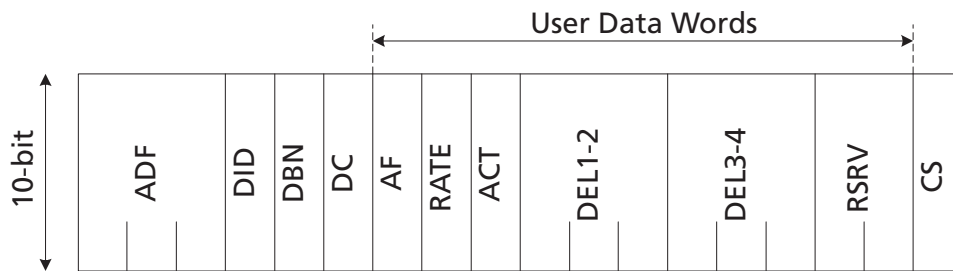 User Data Words
10-bit
ADF
DID
DBN
DC
AF
RATE
ACT
DEL1-2
DEL3-4
RSRV
CS